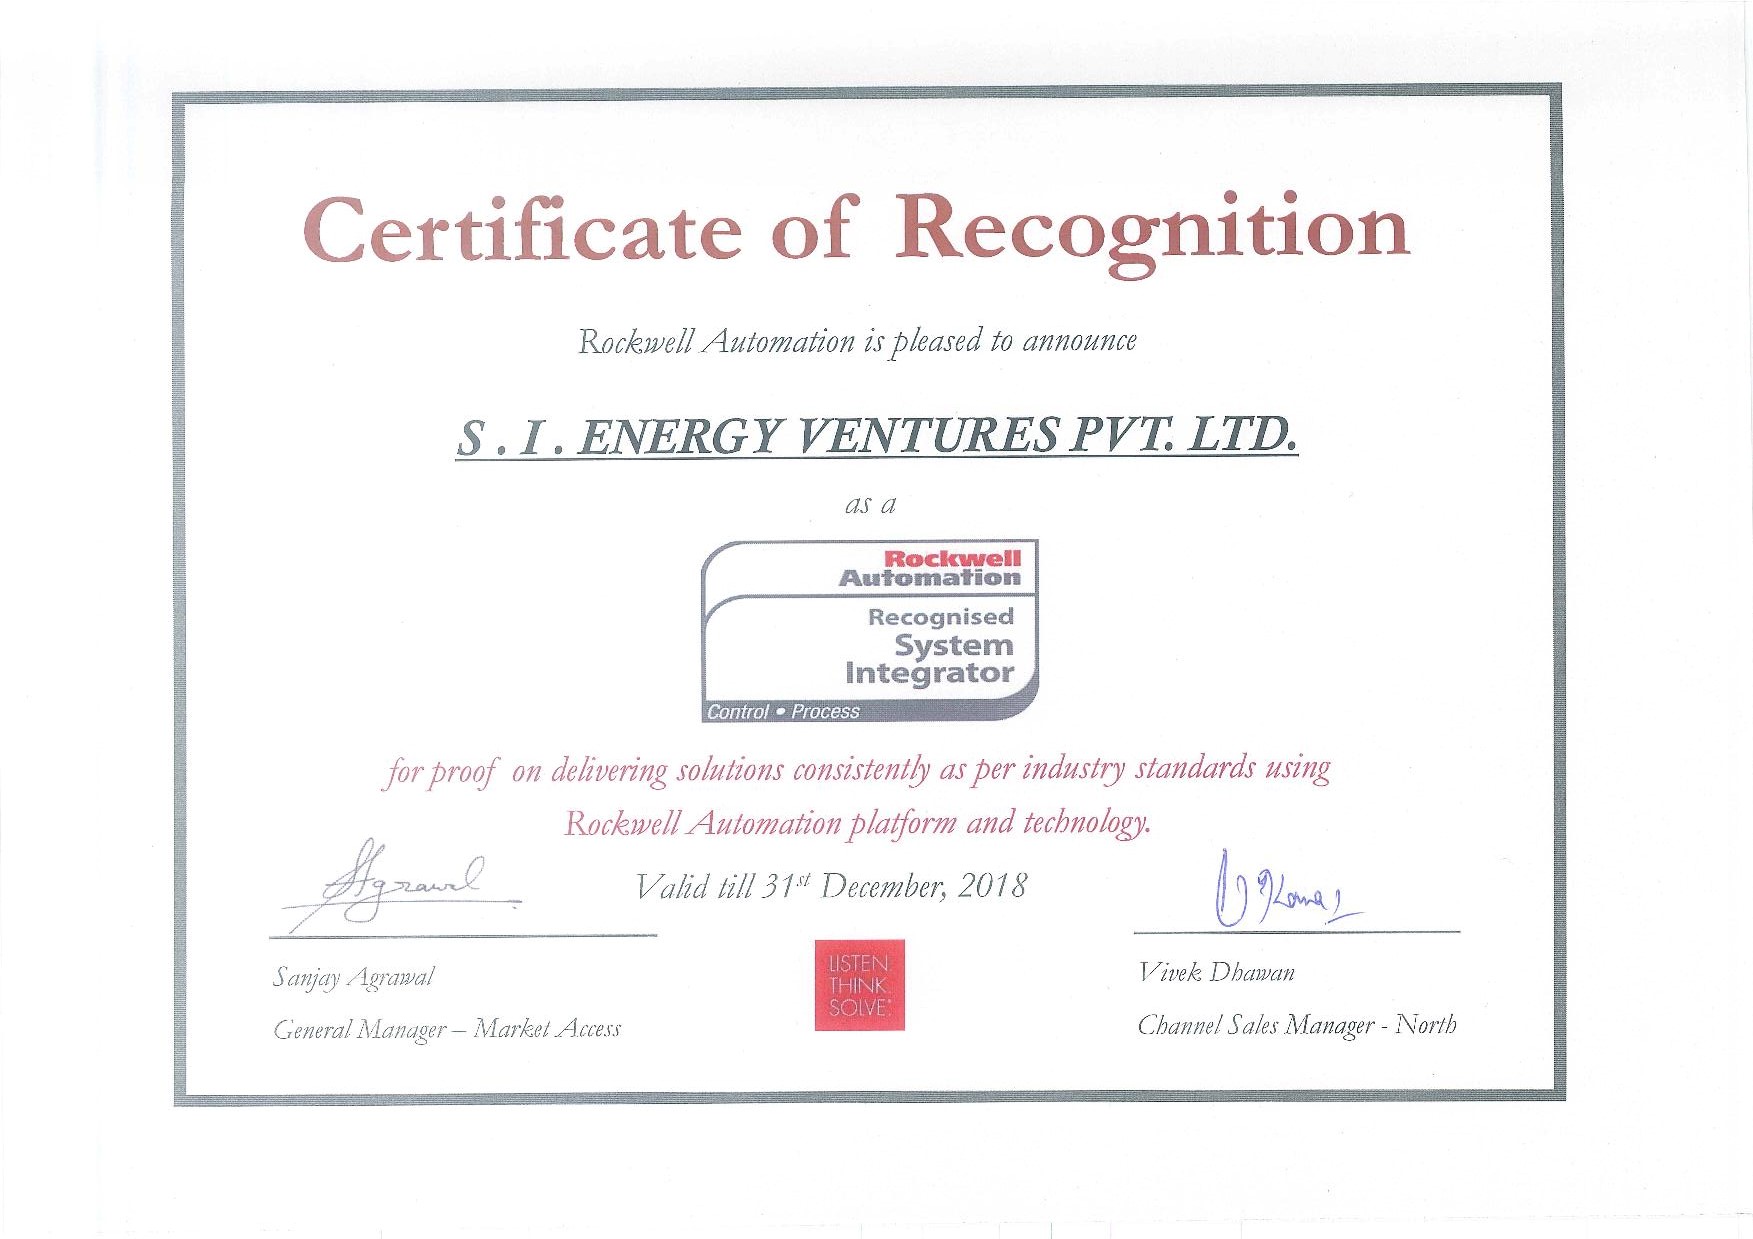 Certificate of Recognition
Rockwell Automation is pleased to announce
S . I . ENERGY VENTURES PVT. LTD.
as a
Rockwell
Automation
Recognised
System
Integrator
Control • Process
for proof on delivering solutions consistently as per industry standards using
Rockwell Automation platform and technology.
Valid till 31st December, 2018
Agrawal
LISTEN.
THINK.
SOLVE.®
Sanjay Agrawal
General Manager – Market Access
Vivek Dhawan
Channel Sales Manager - North